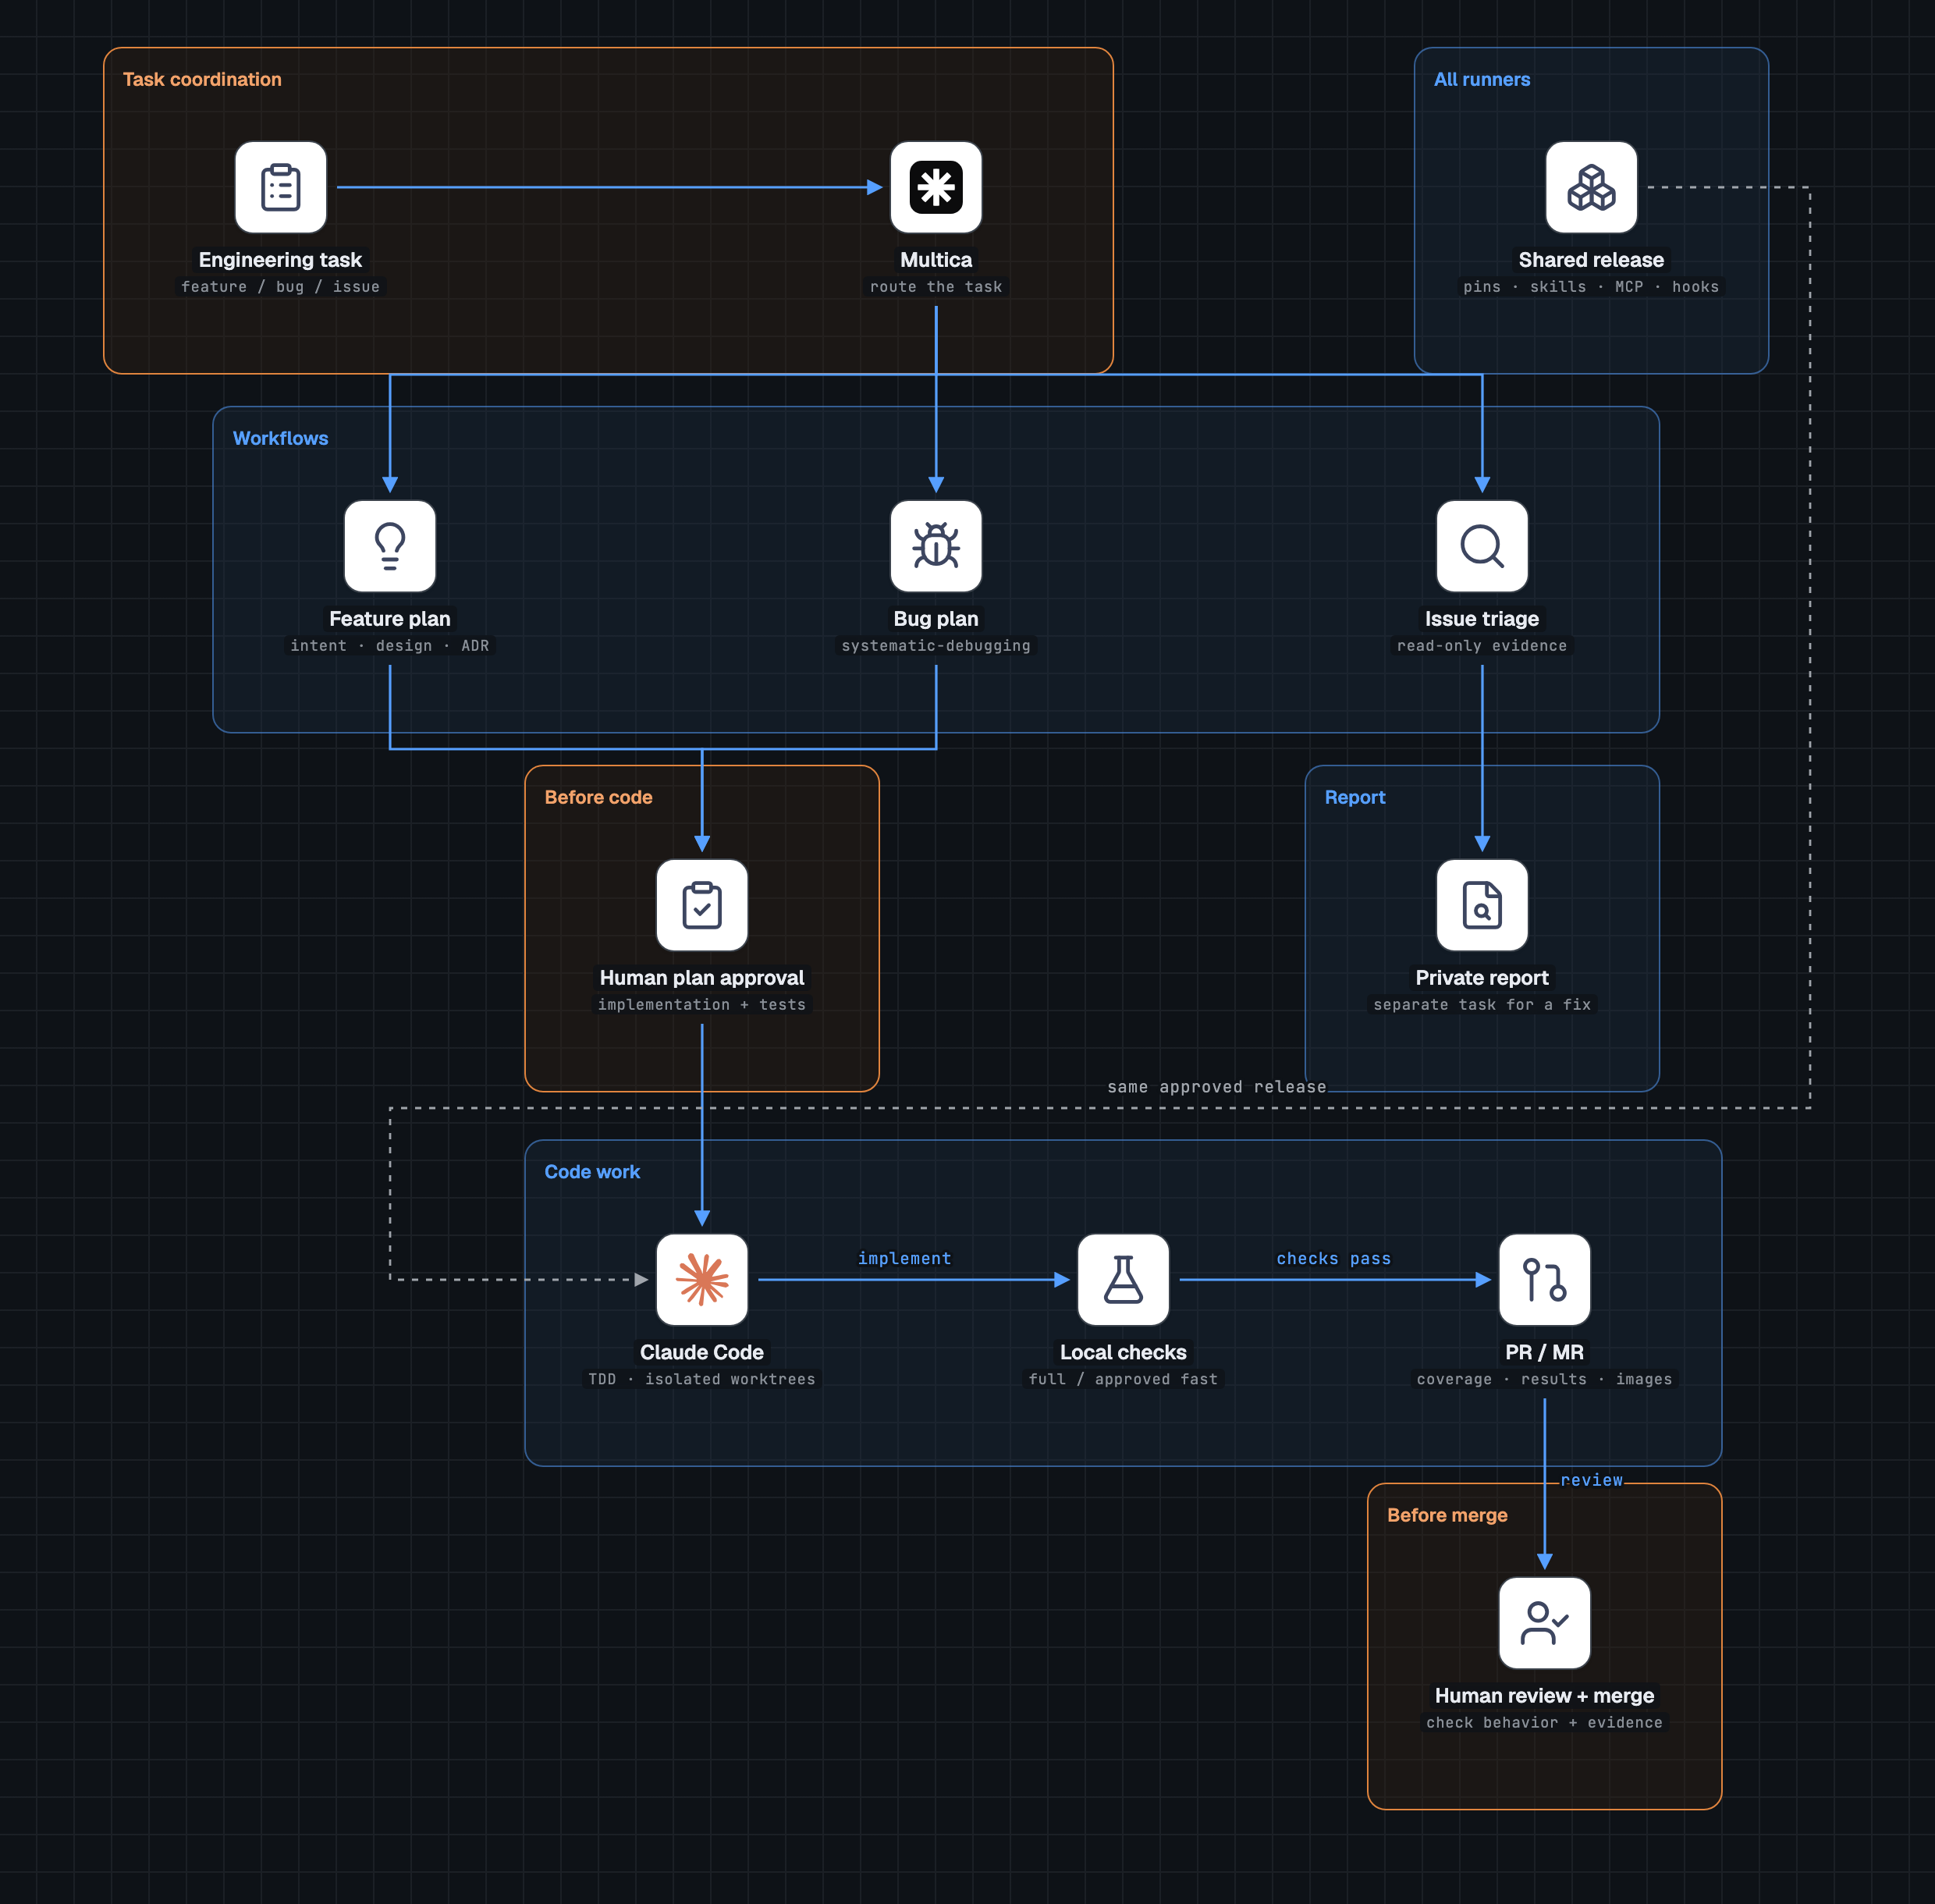 Task coordination
All runners
Engineering task
feature / bug / issue
Multica
route the task
Shared release
pins · skills · MCP · hooks
Workflows
Feature plan
intent · design · ADR
Bug plan
systematic-debugging
Issue triage
read-only evidence
Before code
Report
Human plan approval
implementation + tests
Private report
separate task for a fix
same approved release
Code work
implement
checks pass
Claude Code
TDD · isolated worktrees
Local checks
full / approved fast
PR / MR
coverage · results · images
review
Before merge
Human review + merge
check behavior + evidence